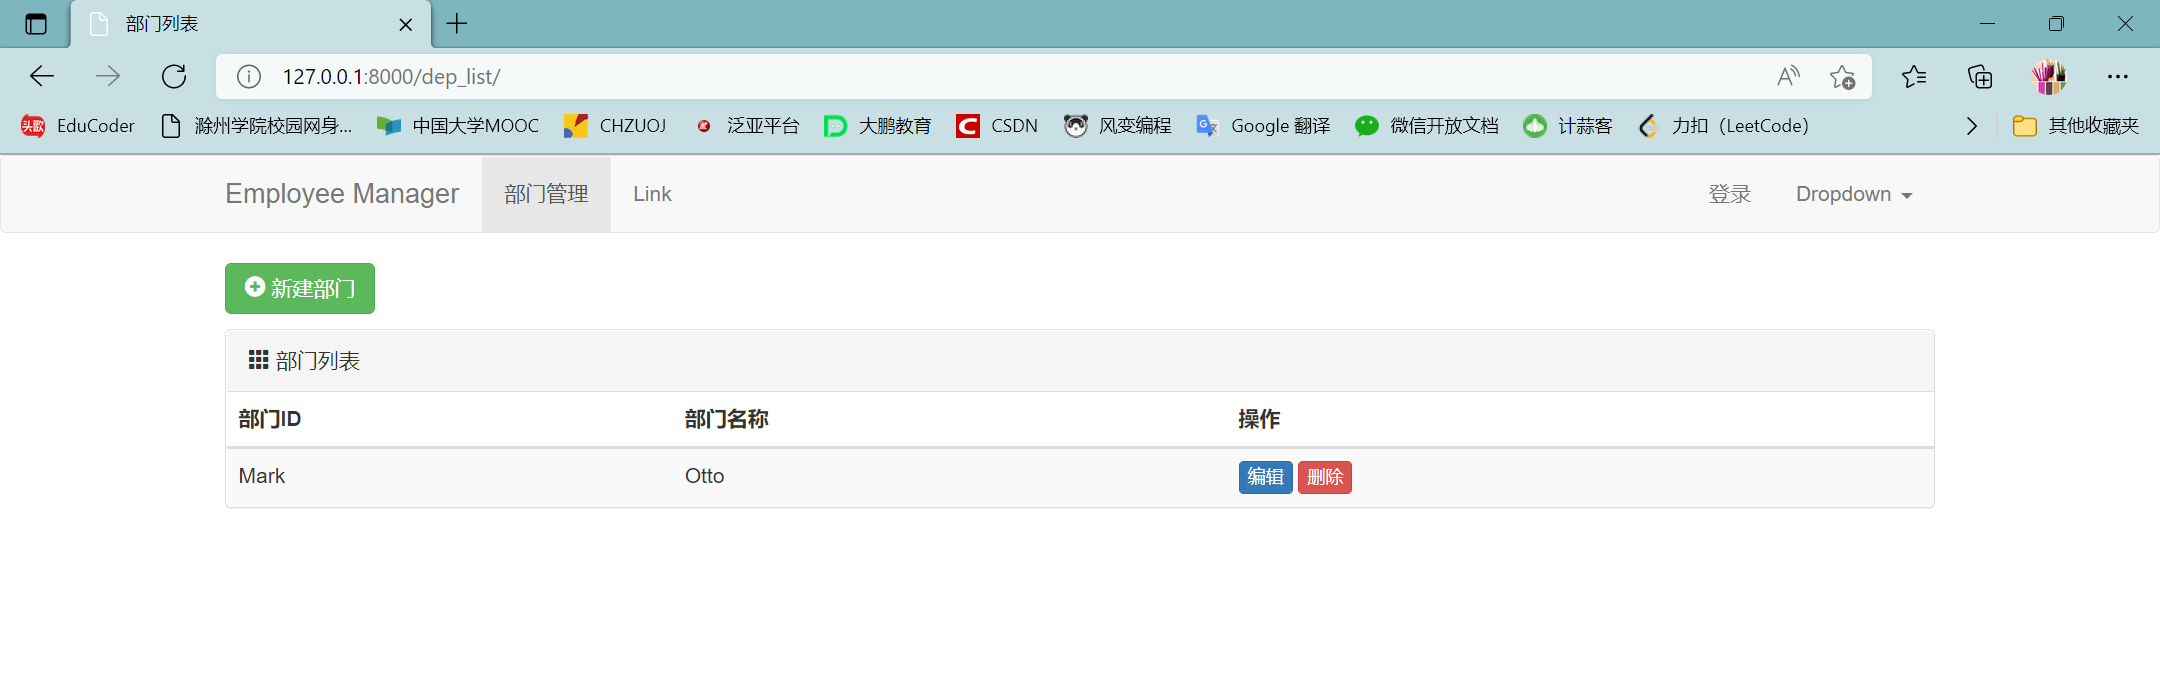 部门列表
127.0.0.1:8000/dep_list/
EduCoder 滁州学院校园网身... 中国大学MOOC CHZUOJ 泛亚平台 大鹏教育 CSDN 风变编程 Google 翻译 微信开放文档 计蒜客 力扣（LeetCode） 其他收藏夹
Employee Manager 部门管理 Link 登录 Dropdown
新建部门
部门列表
部门ID 部门名称 操作
Mark Otto 编辑 删除